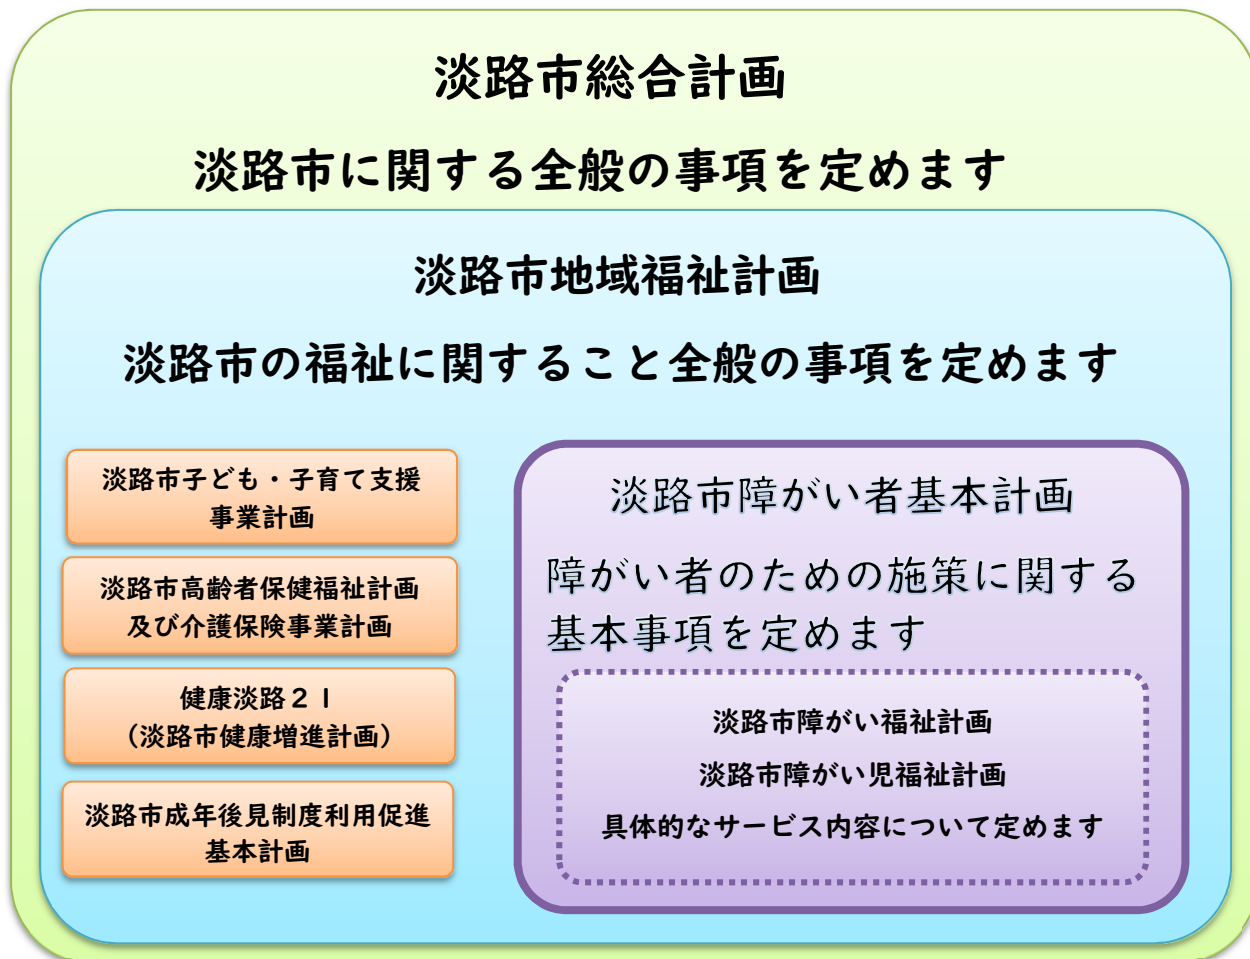 淡路市総合計画
淡路市に関する全般の事項を定めます
淡路市地域福祉計画
淡路市の福祉に関すること全般の事項を定めます
淡路市子ども・子育て支援
事業計画
淡路市高齢者保健福祉計画
及び介護保険事業計画
健康淡路２１
（淡路市健康増進計画）
淡路市成年後見制度利用促進
基本計画
淡路市障がい者基本計画
障がい者のための施策に関する
基本事項を定めます
淡路市障がい福祉計画
淡路市障がい児福祉計画
具体的なサービス内容について定めます